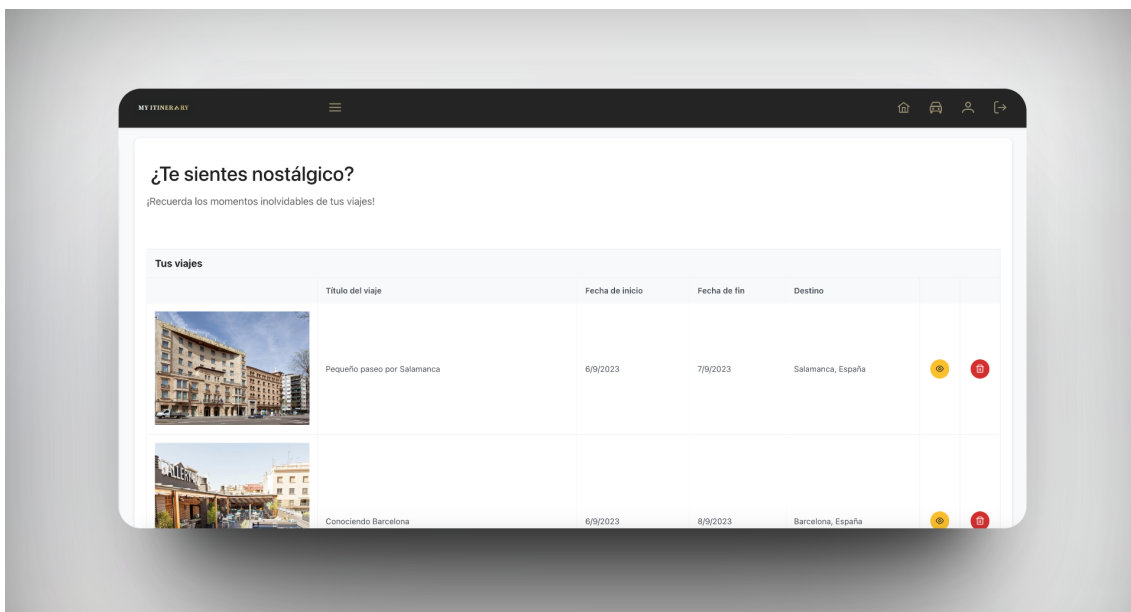 MY ITINERARY
¿Te sientes nostálgico?
¡Recuerda los momentos inolvidables de tus viajes!
Tus viajes
Título del viaje Fecha de inicio Fecha de fin Destino
Pequeño paseo por Salamanca 6/9/2023 7/9/2023 Salamanca, España
Conociendo Barcelona 6/9/2023 8/9/2023 Barcelona, España